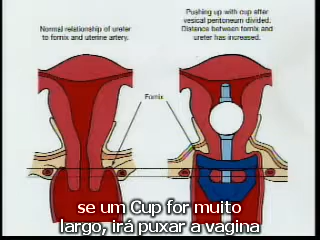 Normal relationship of ureter
to fornix and uterine artery.
Pushing up with cup after
vesical peritoneum divided.
Distance between fornix and
ureter has increased.
Fornix
se um Cup for muito
largo, irá puxar a vagina